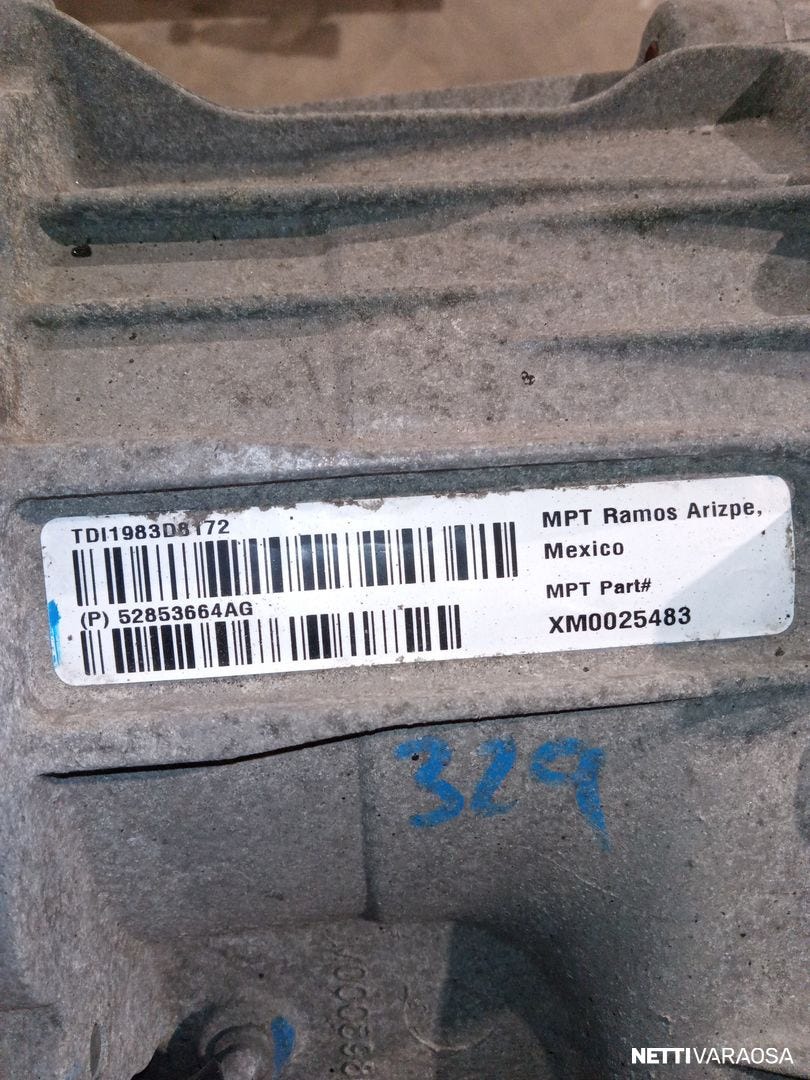 TDI1983D8172
(P) 52853664AG
MPT Ramos Arizpe,
Mexico
MPT Part#
XM0025483
329
NETTIVARAOSA